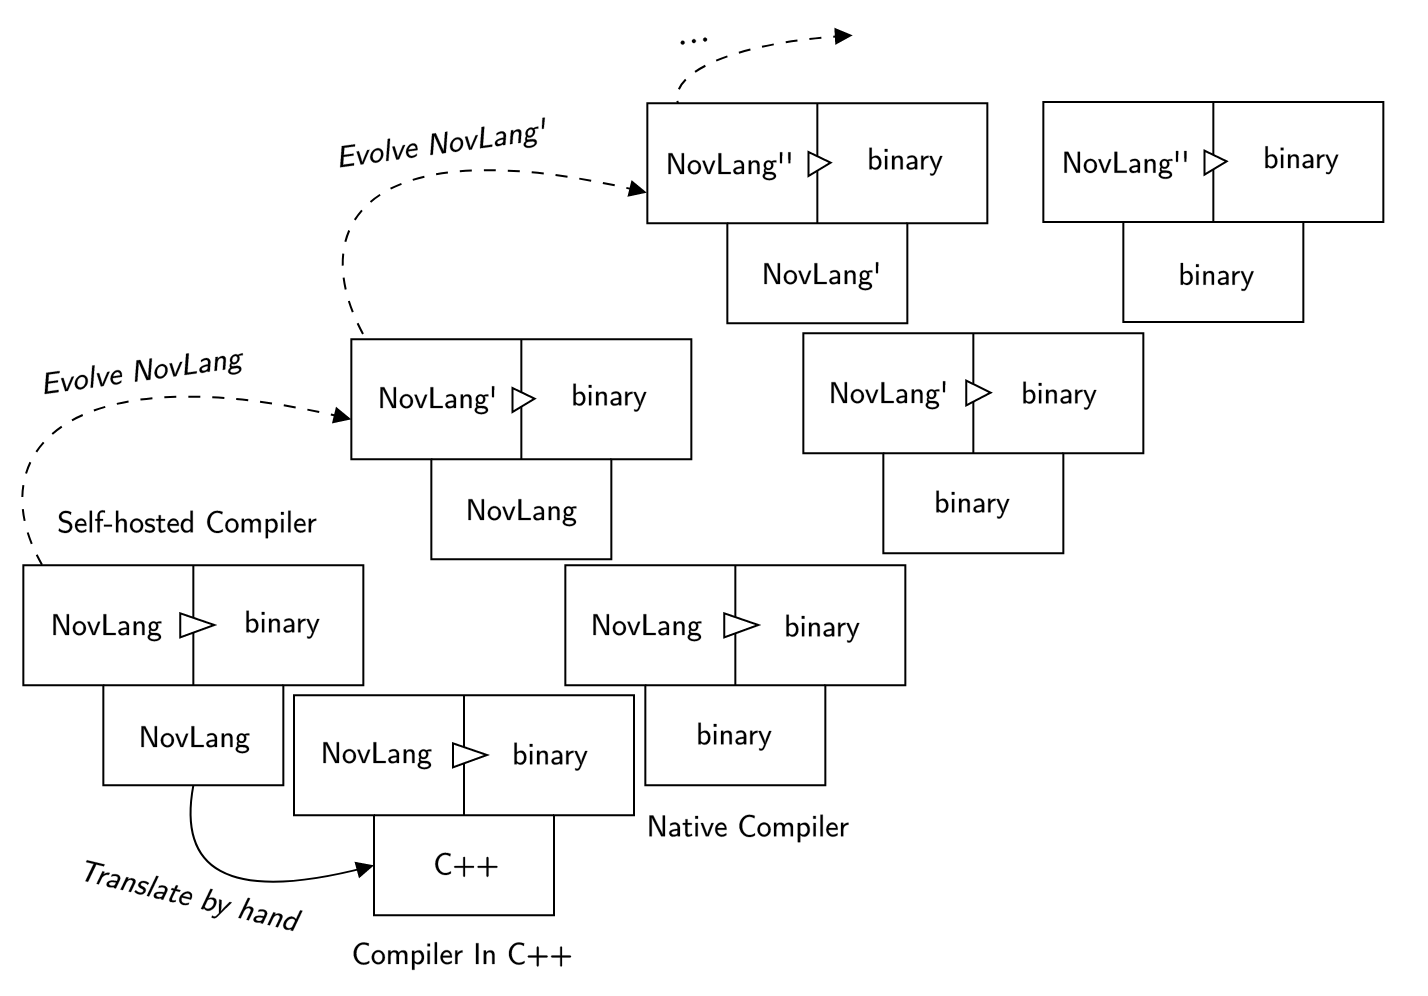 ...
Evolve NovLang'
NovLang''
binary
NovLang''
binary
NovLang'
binary
Evolve NovLang
NovLang'
binary
NovLang'
binary
NovLang
binary
Self-hosted Compiler
NovLang
binary
NovLang
binary
NovLang
NovLang
binary
binary
Native Compiler
Translate by hand
C++
Compiler In C++